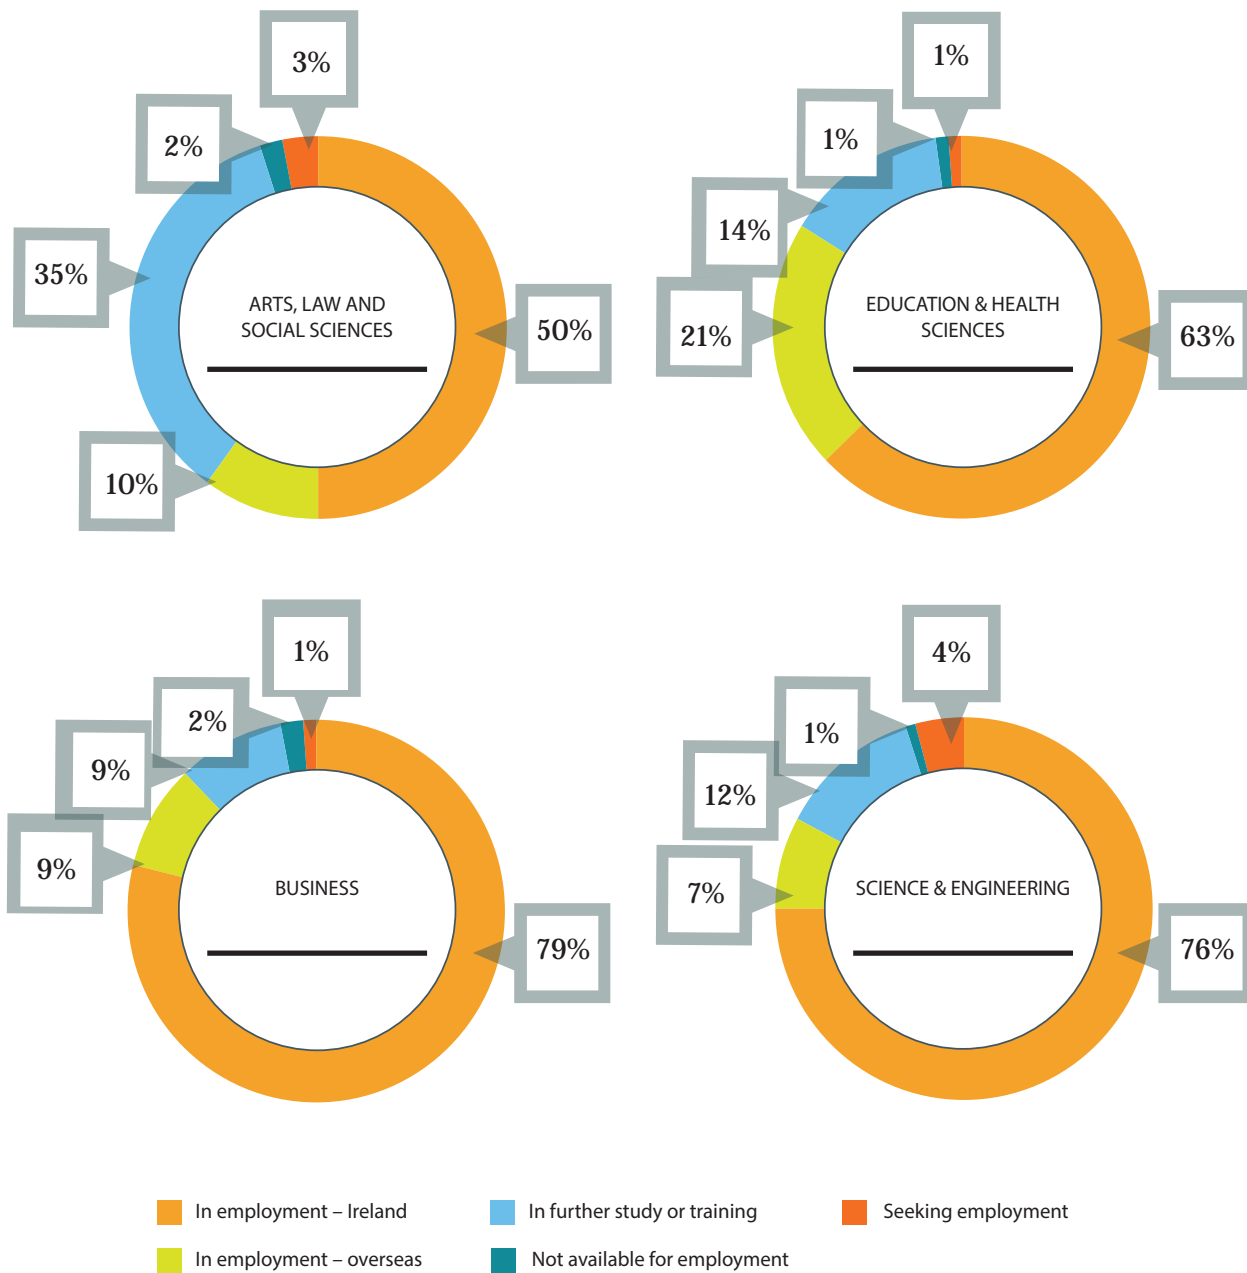 3%
2%
35%
10%
50%
ARTS, LAW AND
SOCIAL SCIENCES
1%
1%
14%
21%
63%
EDUCATION & HEALTH
SCIENCES
1%
2%
9%
9%
79%
BUSINESS
4%
1%
12%
7%
76%
SCIENCE & ENGINEERING
In employment – Ireland
In further study or training
Seeking employment
In employment – overseas
Not available for employment